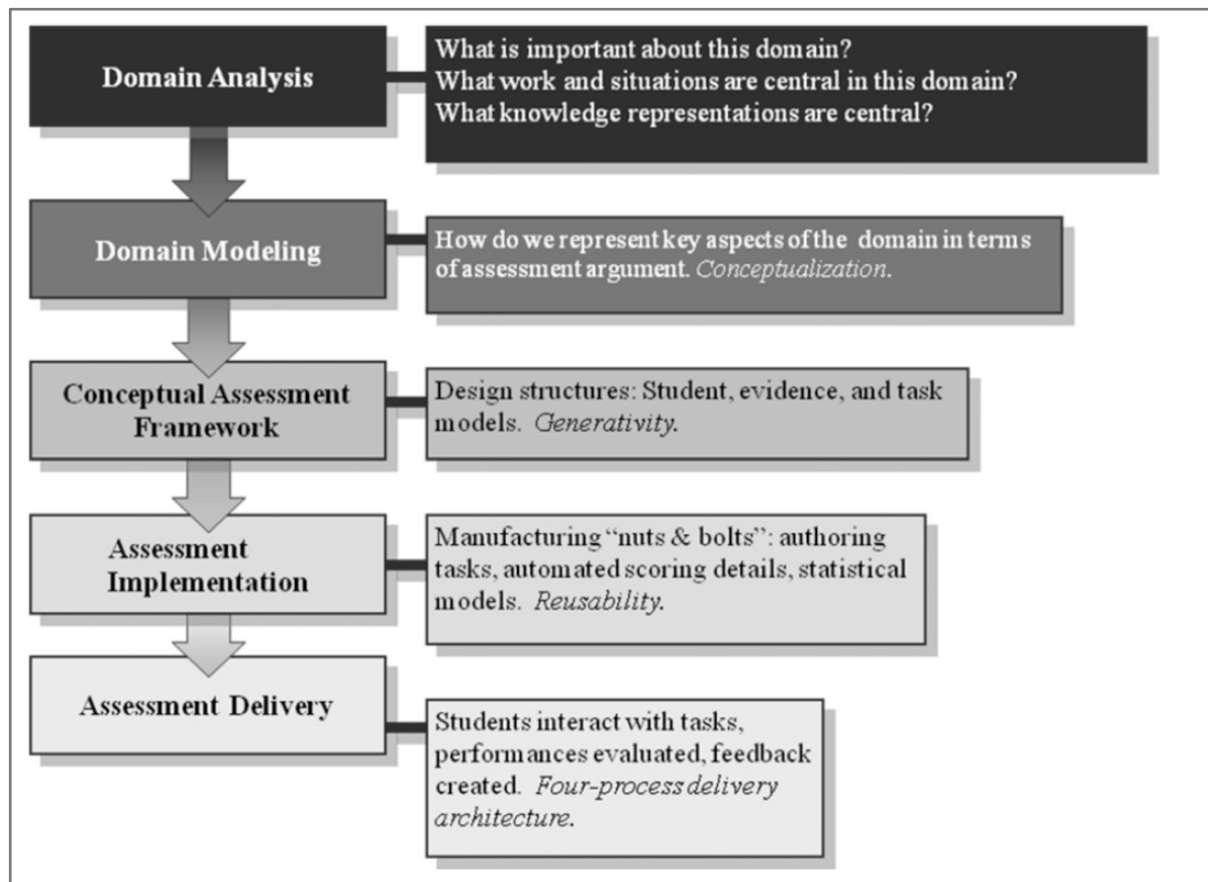 Domain Analysis
What is important about this domain?
What work and situations are central in this domain?
What knowledge representations are central?
Domain Modeling
How do we represent key aspects of the domain in terms
of assessment argument. Conceptualization.
Conceptual Assessment
Framework
Design structures: Student, evidence, and task
models. Generativity.
Assessment
Implementation
Manufacturing “nuts & bolts”: authoring
tasks, automated scoring details, statistical
models. Reusability.
Assessment Delivery
Students interact with tasks,
performances evaluated, feedback
created. Four-process delivery
architecture.